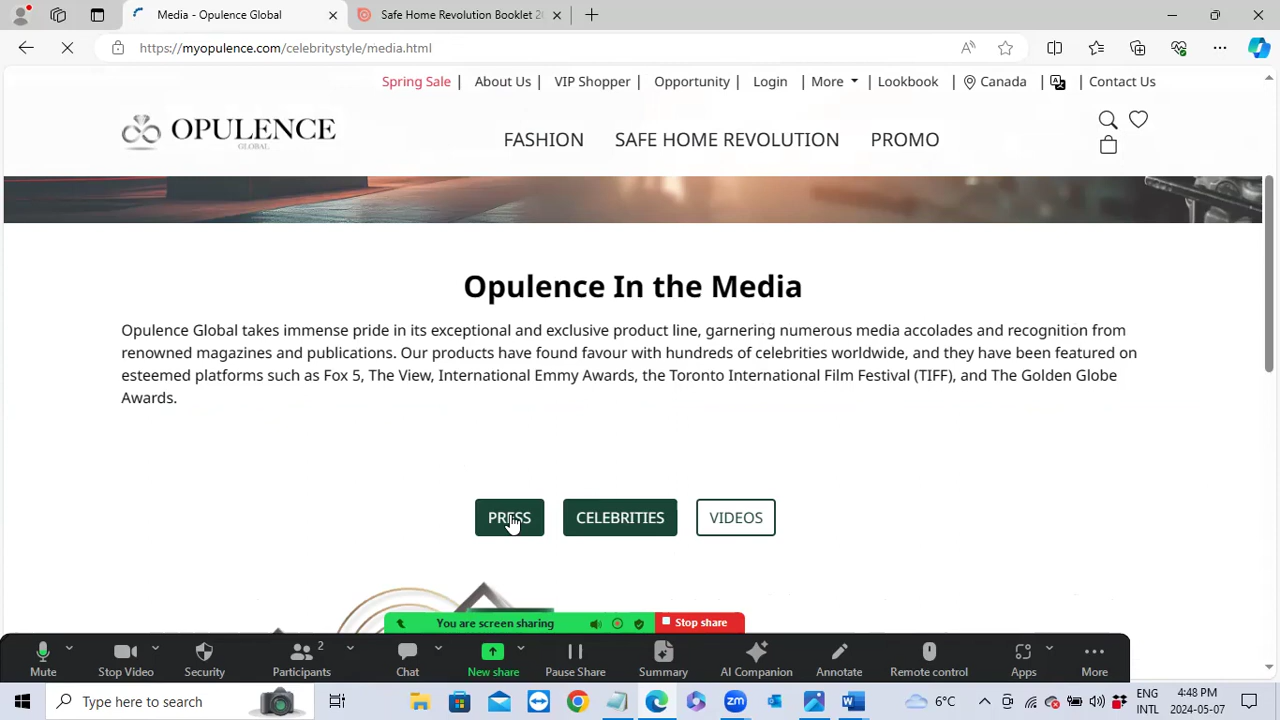 Media - Opulence Global
Safe Home Revolution Booklet 2
https://myopulence.com/celebritystyle/media.html
Spring Sale | About Us | VIP Shopper | Opportunity | Login | More | Lookbook | Canada | | Contact Us
OPULENCE
GLOBAL
FASHION SAFE HOME REVOLUTION PROMO
Opulence In the Media
Opulence Global takes immense pride in its exceptional and exclusive product line, garnering numerous media accolades and recognition from
renowned magazines and publications. Our products have found favour with hundreds of celebrities worldwide, and they have been featured on
esteemed platforms such as Fox 5, The View, International Emmy Awards, the Toronto International Film Festival (TIFF), and The Golden Globe
Awards.
PRESS CELEBRITIES VIDEOS
You are screen sharing Stop share
2
Mute Stop Video Security Participants Chat New share Pause Share Summary AI Companion Annotate Remote control Apps More
Type here to search
6°C
ENG
INTL
4:48 PM
2024-05-07